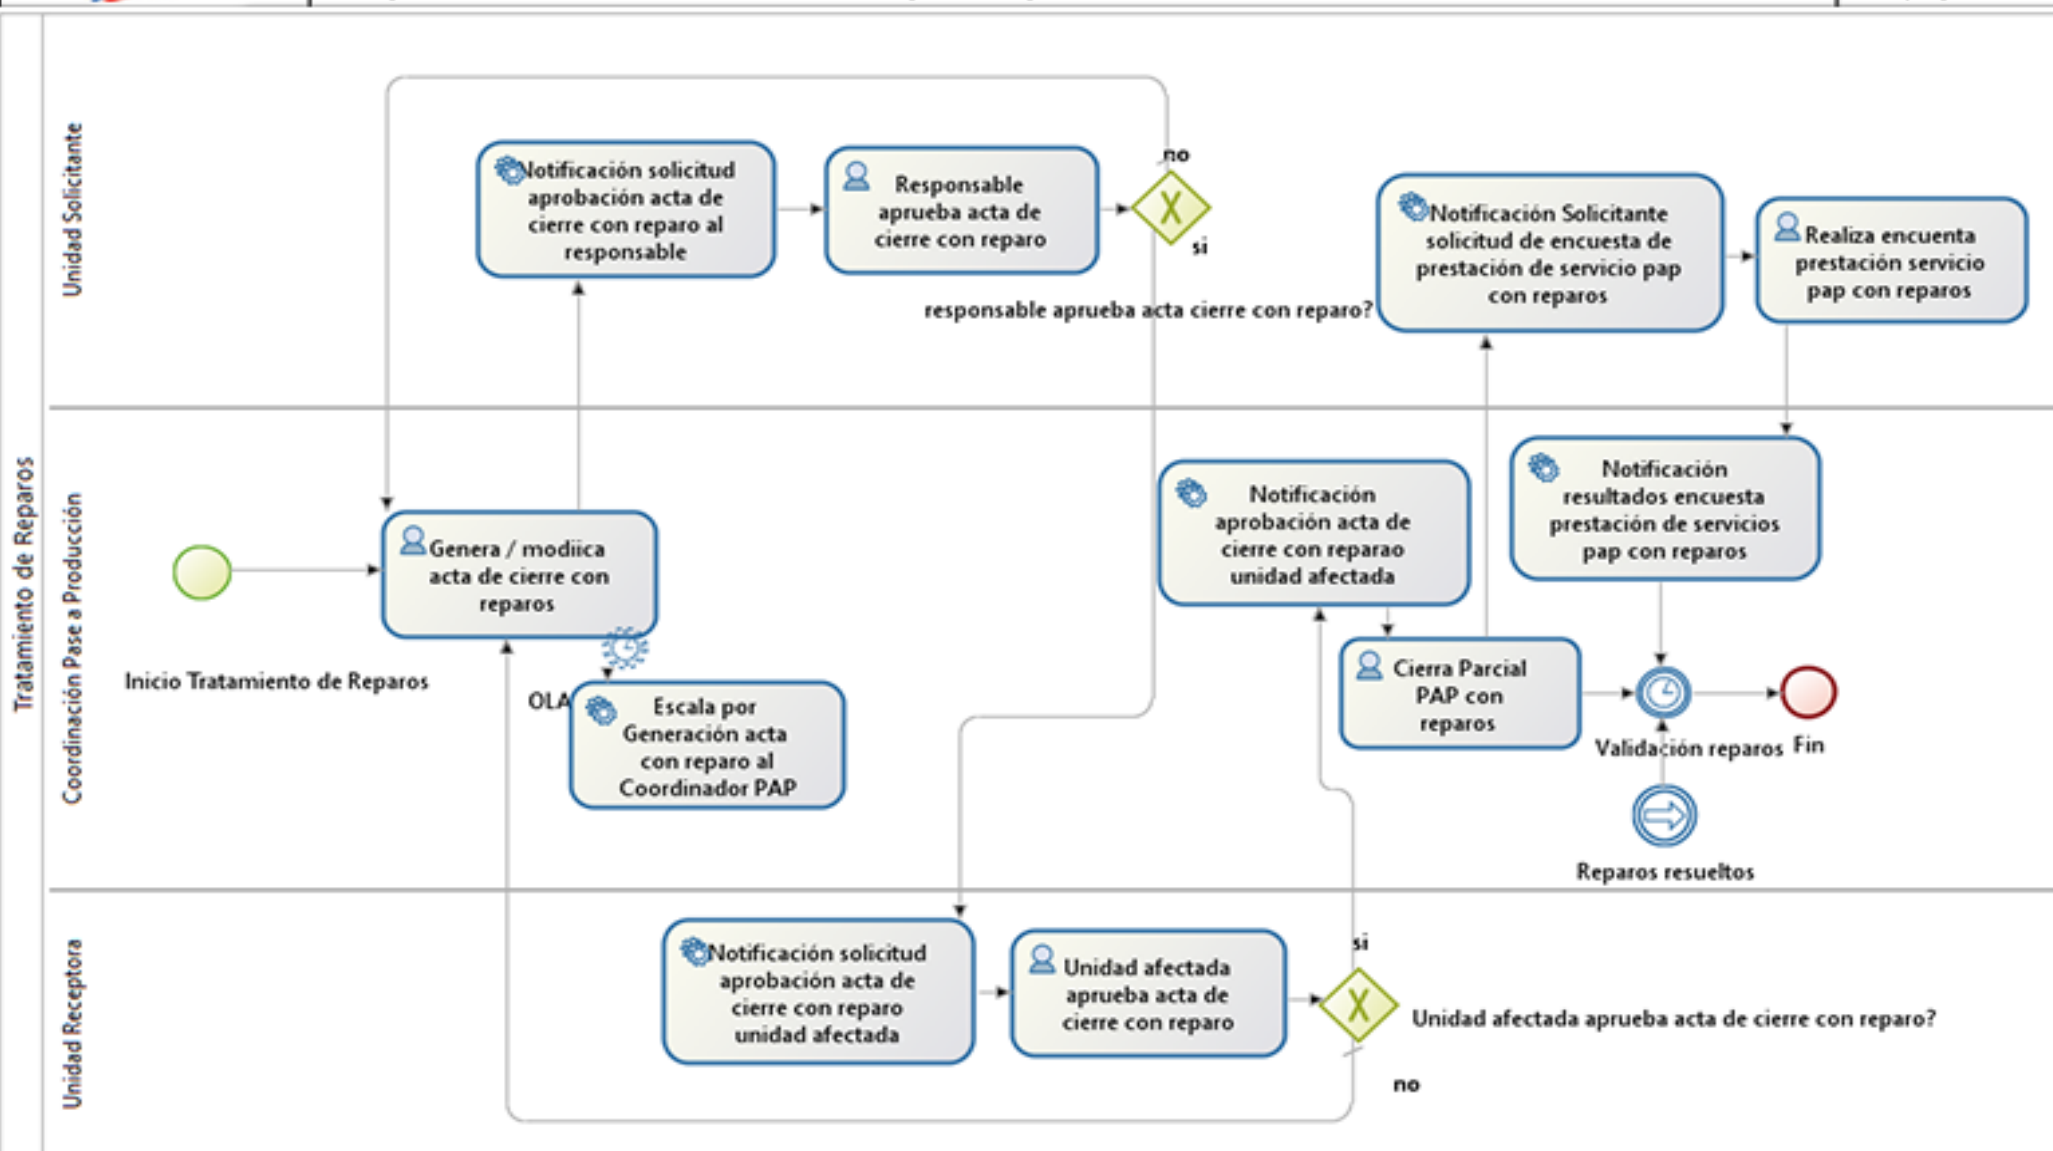 Tratamiento de Reparos
Unidad Solicitante
Notificación solicitud
aprobación acta de
cierre con reparo al
responsable
Responsable
aprueba acta de
cierre con reparo
no
si
responsable aprueba acta cierre con reparo?
Notificación Solicitante
solicitud de encuesta de
prestación de servicio pap
con reparos
Realiza encuenta
prestación servicio
pap con reparos
Coordinación Pase a Producción
Inicio Tratamiento de Reparos
Genera / modiica
acta de cierre con
reparos
OLA
Escala por
Generación acta
con reparo al
Coordinador PAP
Notificación
aprobación acta de
cierre con reparao
unidad afectada
Cierra Parcial
PAP con
reparos
Notificación
resultados encuesta
prestación de servicios
pap con reparos
Validación reparos
Fin
Reparos resueltos
Unidad Receptora
Notificación solicitud
aprobación acta de
cierre con reparo
unidad afectada
Unidad afectada
aprueba acta de
cierre con reparo
si
Unidad afectada aprueba acta de cierre con reparo?
no